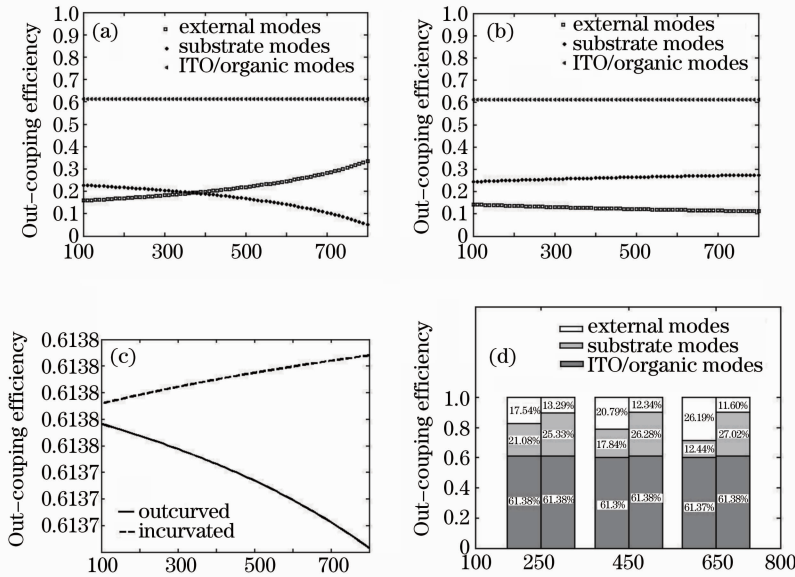 (a)
external modes
substrate modes
ITO/organic modes
Out-couping efficiency
1.0
0.9
0.8
0.7
0.6
0.5
0.4
0.3
0.2
0.1
0
100 300 500 700
(b)
external modes
substrate modes
ITO/organic modes
Out-couping efficiency
1.0
0.9
0.8
0.7
0.6
0.5
0.4
0.3
0.2
0.1
0
100 300 500 700
(c)
Out-couping efficiency
0.6138
0.6138
0.6138
0.6138
0.6138
0.6137
0.6137
0.6137
outcurved
incurvated
100 300 500 700
(d)
external modes
substrate modes
ITO/organic modes
Out-couping efficiency
1.0
0.8
0.6
0.4
0.2
0
17.54% 13.29% 20.79% 12.34% 26.19% 11.60%
21.08% 25.33% 17.84% 26.28% 12.44% 27.02%
61.38% 61.38% 61.3% 61.38% 61.37% 61.38%
100 250 450 650 800